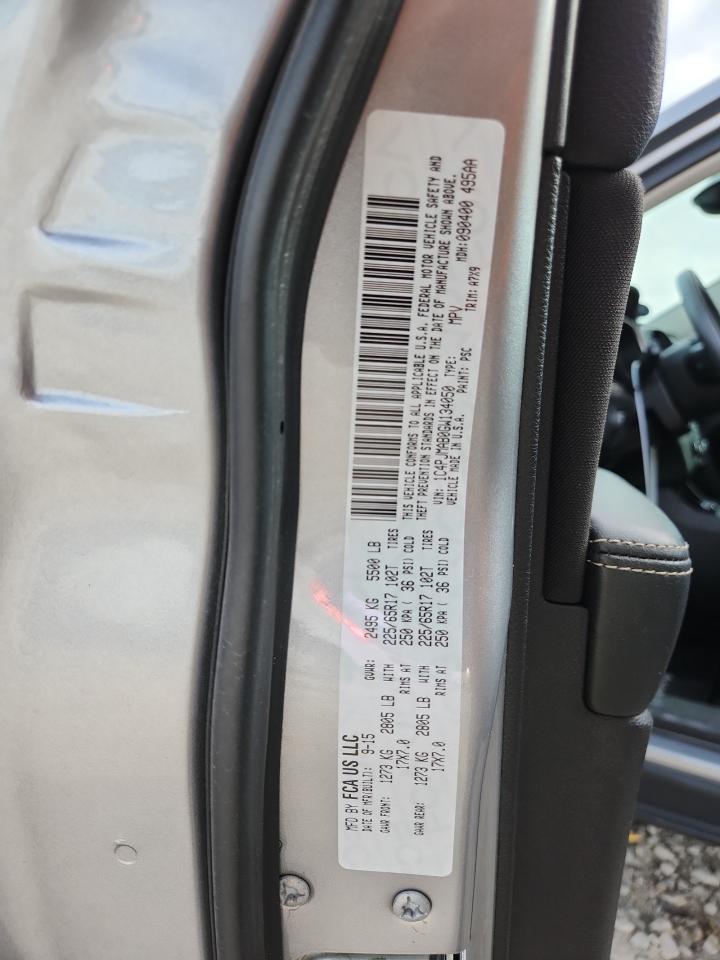 MFD BY FCA US LLC
DATE OF MFR(BUILT): 9-15 GVWR: 2495 KG 5500 LB
GAWR FRONT: 1273 KG 2805 LB WITH 225/65R17 102T TIRES
17X7.0 RIMS AT 250 KPA ( 36 PSI) COLD
GAWR REAR: 1273 KG 2805 LB WITH 225/65R17 102T TIRES
17X7.0 RIMS AT 250 KPA ( 36 PSI) COLD
THIS VEHICLE CONFORMS TO ALL APPLICABLE U.S.A. FEDERAL MOTOR VEHICLE SAFETY AND
THEFT PREVENTION STANDARDS IN EFFECT ON THE DATE OF MANUFACTURE SHOWN ABOVE.
VIN: 1C4PJMAB0GW134050 TYPE: MPV MDH:090400 495AA
VEHICLE MADE IN U.S.A. PAINT: PSC TRIM: A7X9